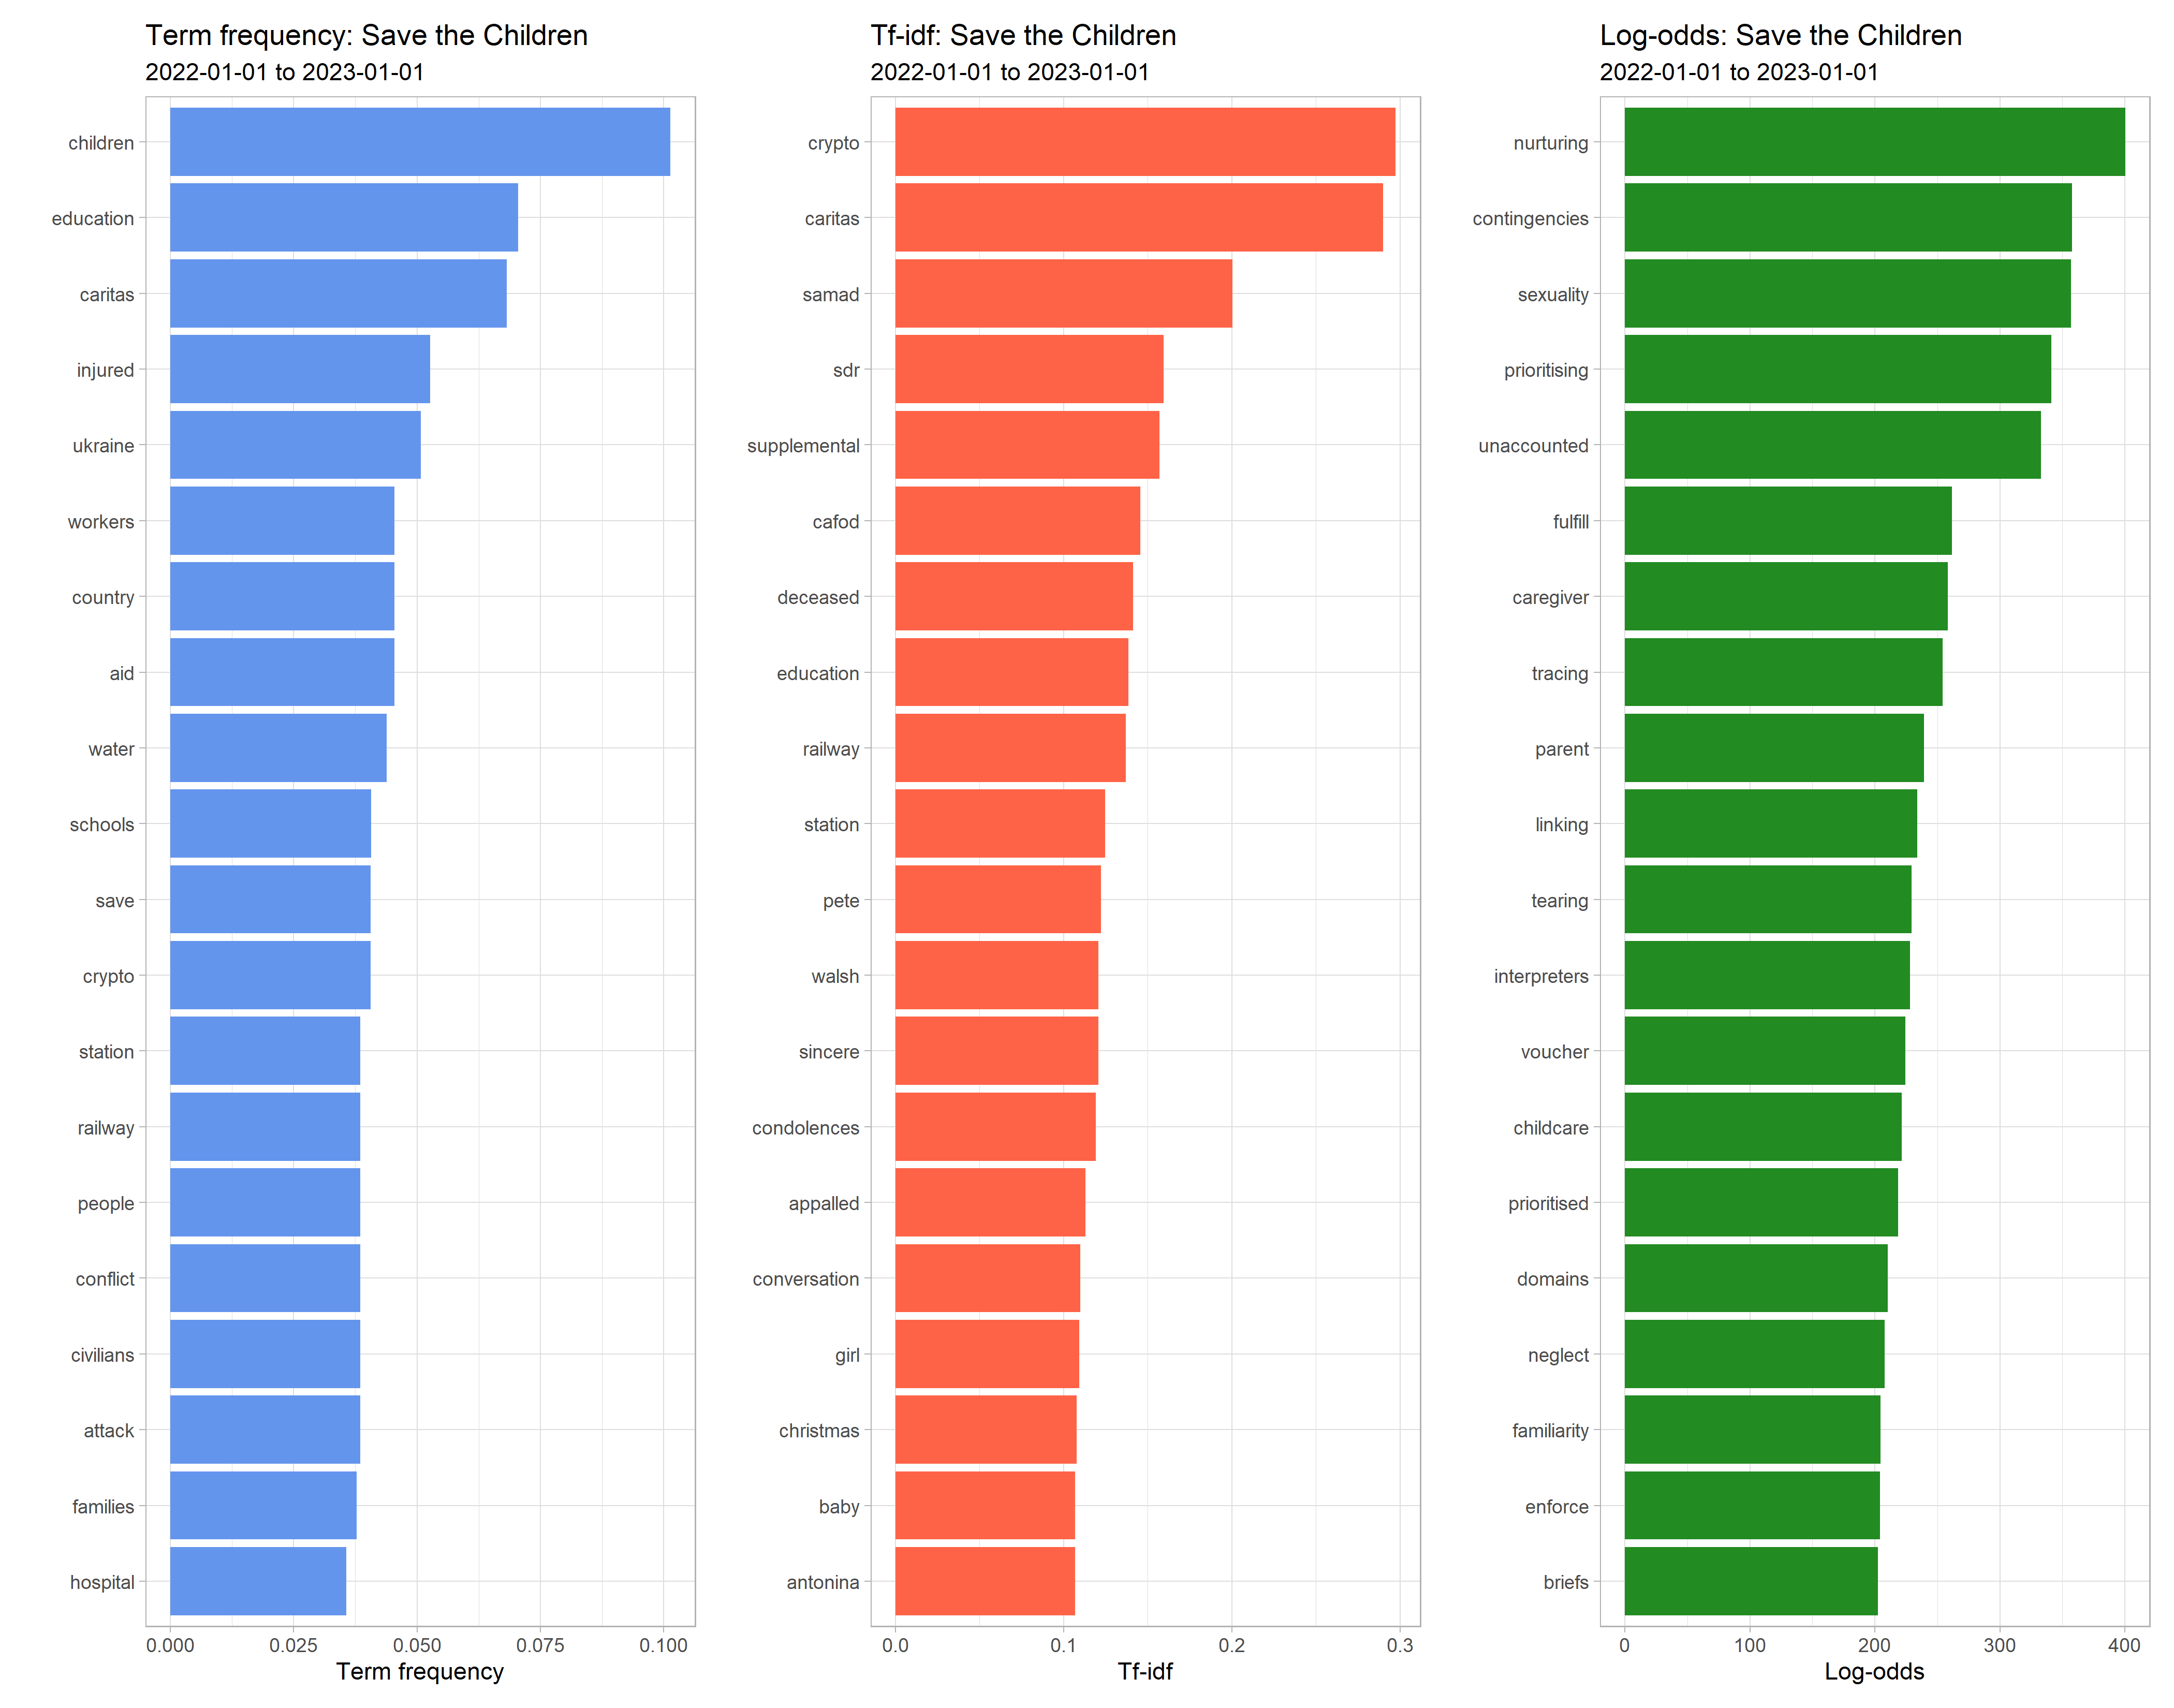 Term frequency: Save the Children
2022-01-01 to 2023-01-01
children
education
caritas
injured
ukraine
workers
country
aid
water
schools
save
crypto
station
railway
people
conflict
civilians
attack
families
hospital
0.000 0.025 0.050 0.075 0.100
Term frequency
Tf-idf: Save the Children
2022-01-01 to 2023-01-01
crypto
caritas
samad
sdr
supplemental
cafod
deceased
education
railway
station
pete
walsh
sincere
condolences
appalled
conversation
girl
christmas
baby
antonina
0.0 0.1 0.2 0.3
Tf-idf
Log-odds: Save the Children
2022-01-01 to 2023-01-01
nurturing
contingencies
sexuality
prioritising
unaccounted
fulfill
caregiver
tracing
parent
linking
tearing
interpreters
voucher
childcare
prioritised
domains
neglect
familiarity
enforce
briefs
0 100 200 300 400
Log-odds